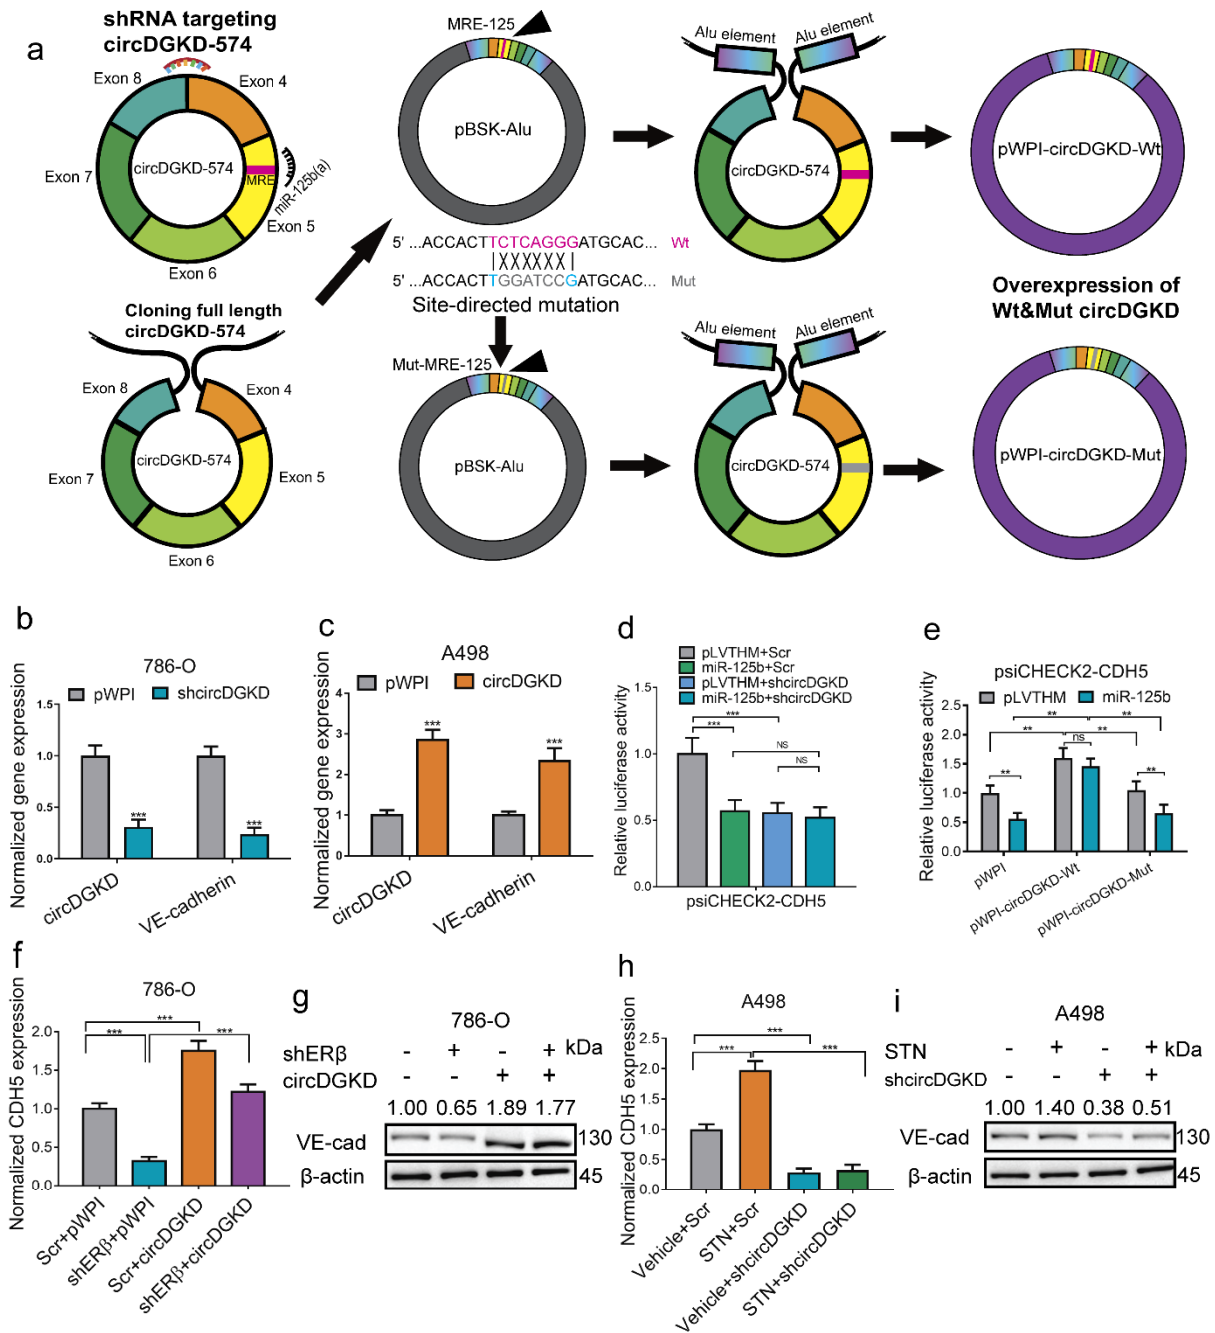 a
shRNA targeting
circDGKD-574
Exon 8
Exon 4
circDGKD-574
MRE
miR-125b(a)
Exon 7
Exon 5
Exon 6
Cloning full length
circDGKD-574
Exon 8
Exon 4
circDGKD-574
Exon 7
Exon 5
Exon 6
MRE-125
pBSK-Alu
5' ...ACCACTTCTCAGGGATGCAC... Wt
5' ...ACCACTTGGATCCGATGCAC... Mut
Site-directed mutation
Mut-MRE-125
pBSK-Alu
Alu element
Alu element
circDGKD-574
Alu element
Alu element
circDGKD-574
pWPI-circDGKD-Wt
Overexpression of
Wt&Mut circDGKD
pWPI-circDGKD-Mut
b
786-O
pWPI
shcircDGKD
Normalized gene expression
1.5
1.0
0.5
0.0
***
***
circDGKD
VE-cadherin
c
A498
pWPI
circDGKD
Normalized gene expression
4
3
2
1
0
***
***
circDGKD
VE-cadherin
d
pLVTHM+Scr
miR-125b+Scr
pLVTHM+shcircDGKD
miR-125b+shcircDGKD
Relative luciferase activity
1.5
1.0
0.5
0.0
***
***
NS
NS
psiCHECK2-CDH5
e
psiCHECK2-CDH5
pLVTHM
miR-125b
Relative luciferase activity
2.5
2.0
1.5
1.0
0.5
0.0
**
**
**
**
ns
**
**
pWPI
pWPI-circDGKD-Wt
pWPI-circDGKD-Mut
f
786-O
Normalized CDH5 expression
2.0
1.5
1.0
0.5
0.0
***
***
***
Scr+pWPI
shERβ+pWPI
Scr+circDGKD
shERβ+circDGKD
g
786-O
shERβ - + - + kDa
circDGKD - - + +
1.00 0.65 1.89 1.77
VE-cad 130
β-actin 45
h
A498
Normalized CDH5 expression
2.5
2.0
1.5
1.0
0.5
0.0
***
***
***
Vehicle+Scr
STN+Scr
Vehicle+shcircDGKD
STN+shcircDGKD
i
A498
STN - + - + kDa
shcircDGKD - - + +
1.00 1.40 0.38 0.51
VE-cad 130
β-actin 45